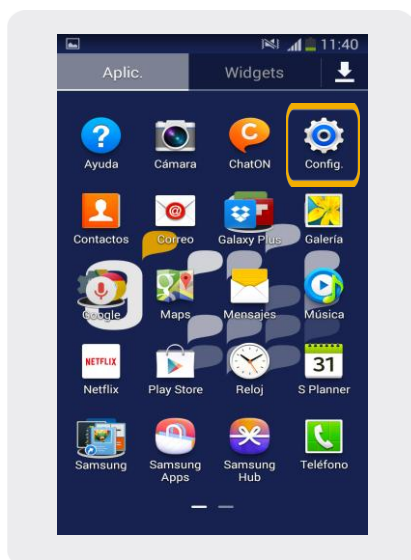 11:40
Aplic. Widgets
Ayuda Cámara ChatON Config.
Contactos Correo Galaxy Plus Galería
Google Maps Mensajes Música
NETFLIX 31
Netflix Play Store Reloj S Planner
Samsung Samsung Apps Samsung Hub Teléfono